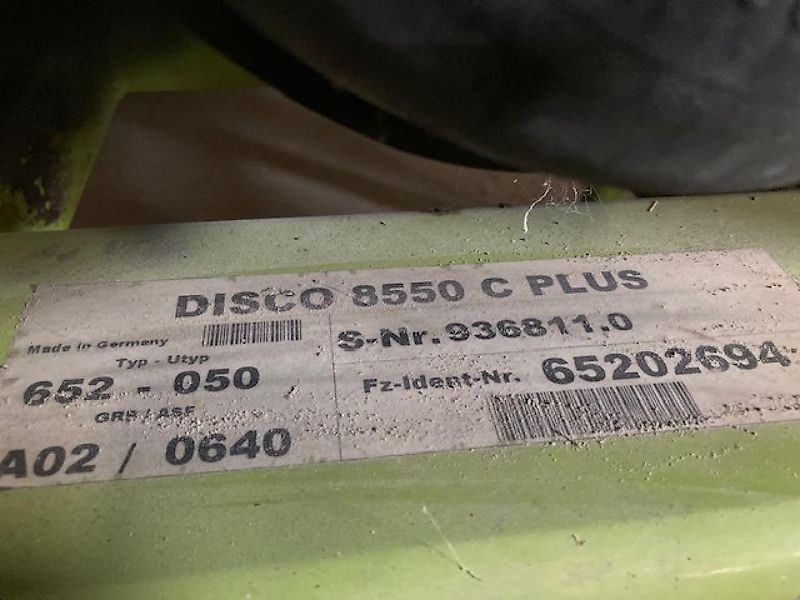 DISCO 8550 C PLUS
Made in Germany
S-Nr. 936811.0
Typ - Utyp
652 - 050
Fz-Ident-Nr. 65202694
GRP / ASF
A02 / 0640